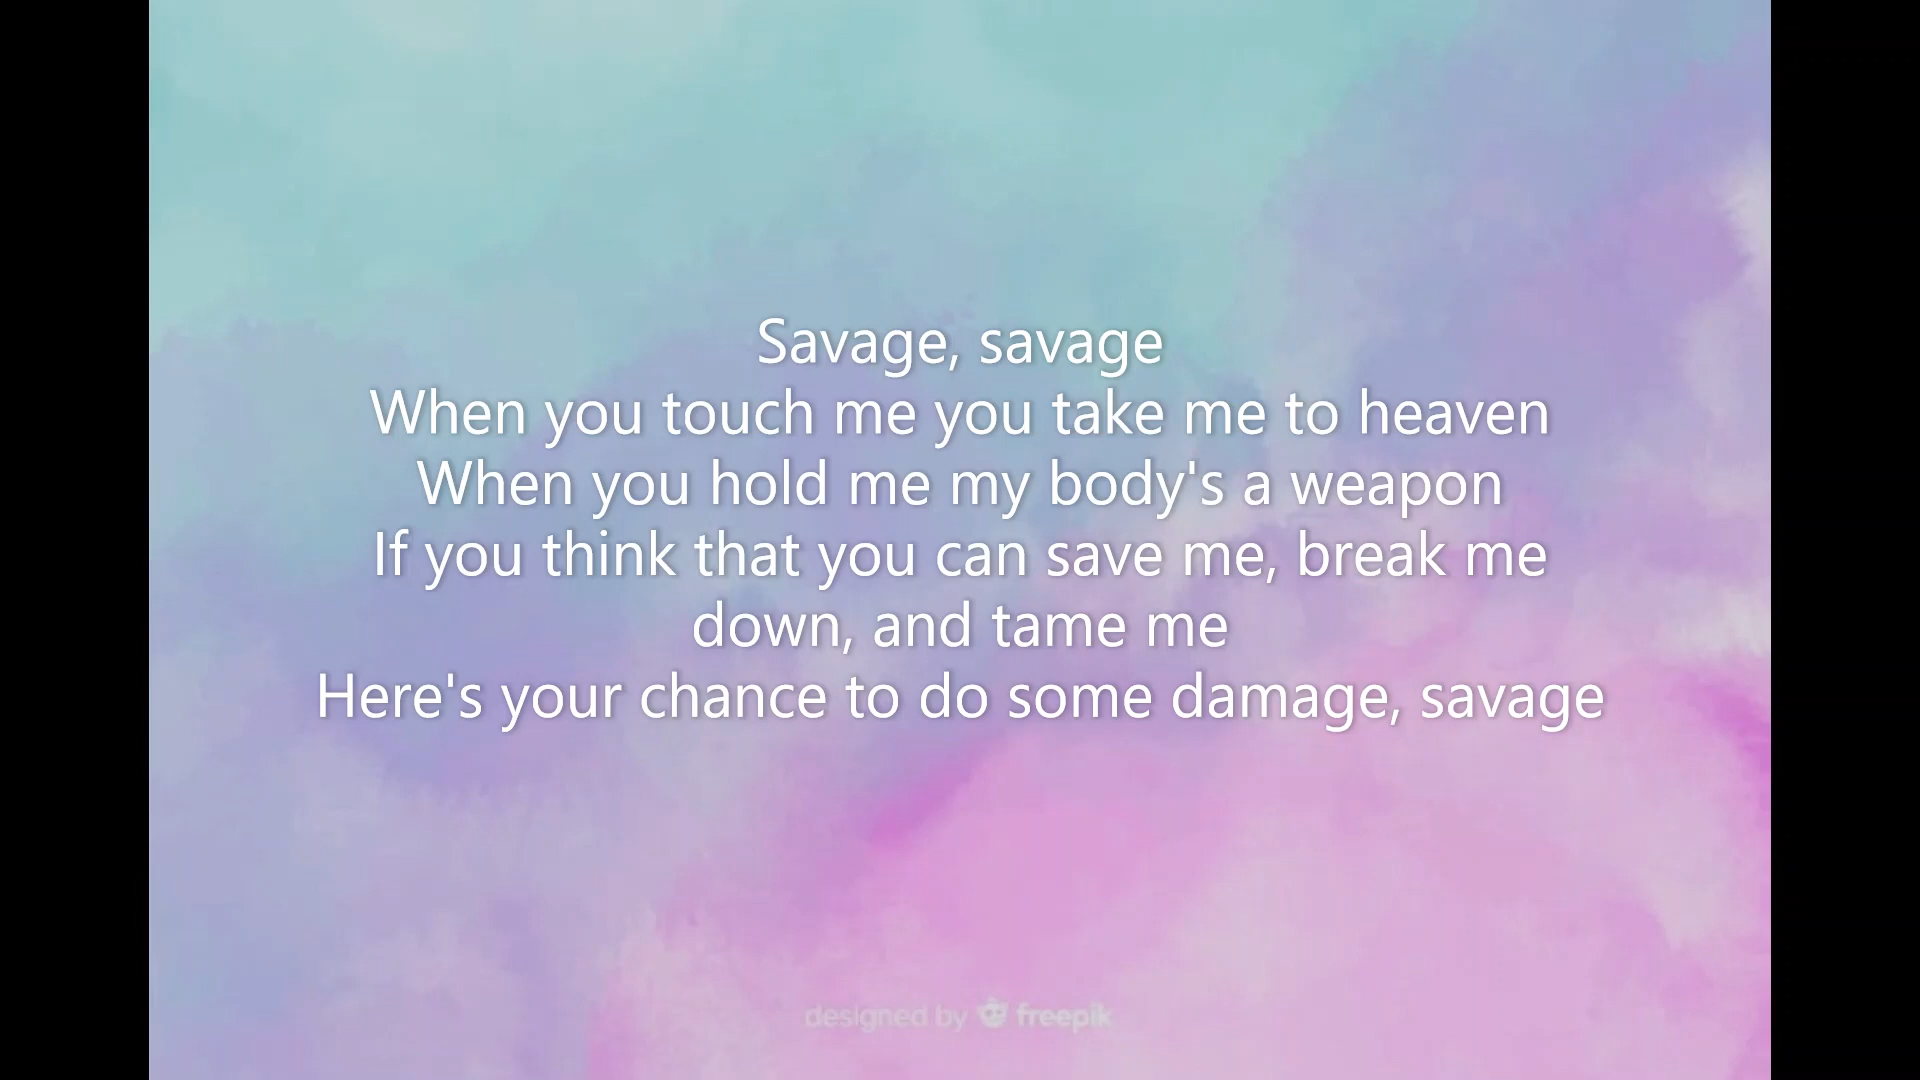 Savage, savage
When you touch me you take me to heaven
When you hold me my body's a weapon
If you think that you can save me, break me
down, and tame me
Here's your chance to do some damage, savage
designed by freepik